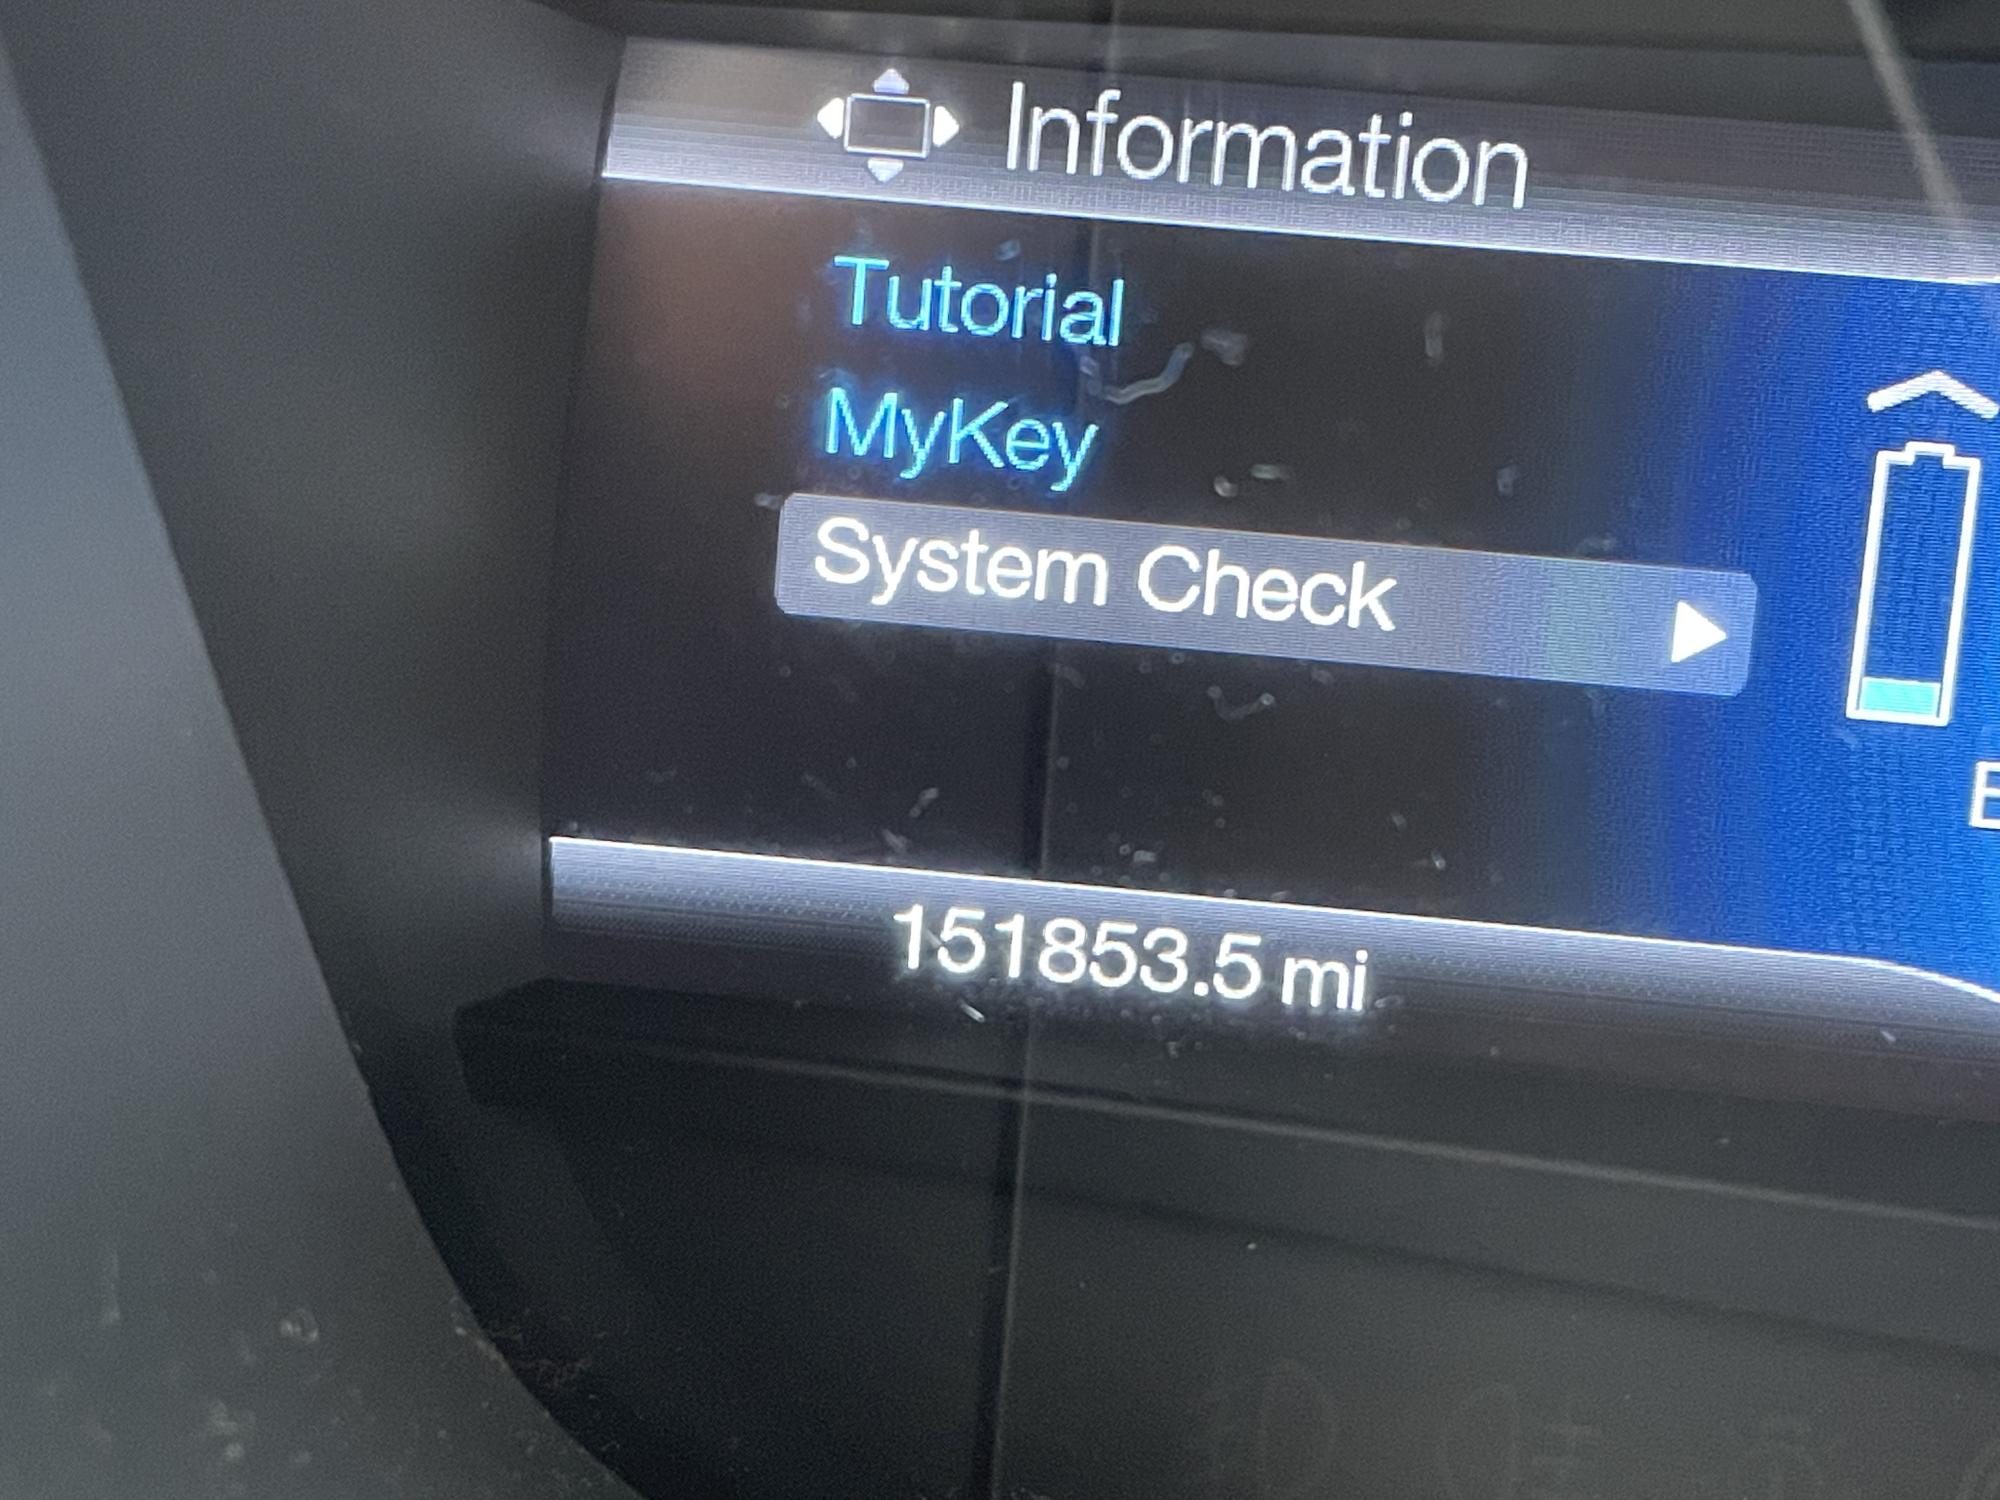 Information
Tutorial
MyKey
System Check
E
151853.5 mi